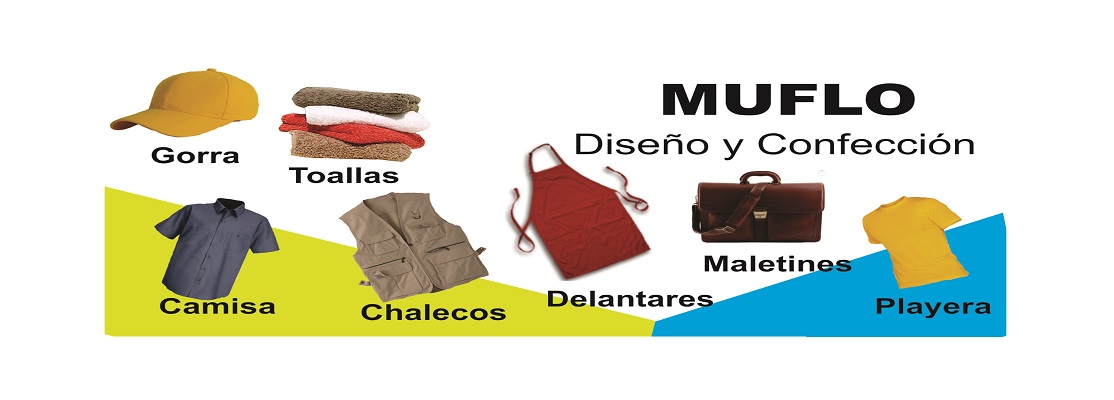 MUFLO
Diseño y Confección
Gorra
Toallas
Camisa
Chalecos
Delantares
Maletines
Playera